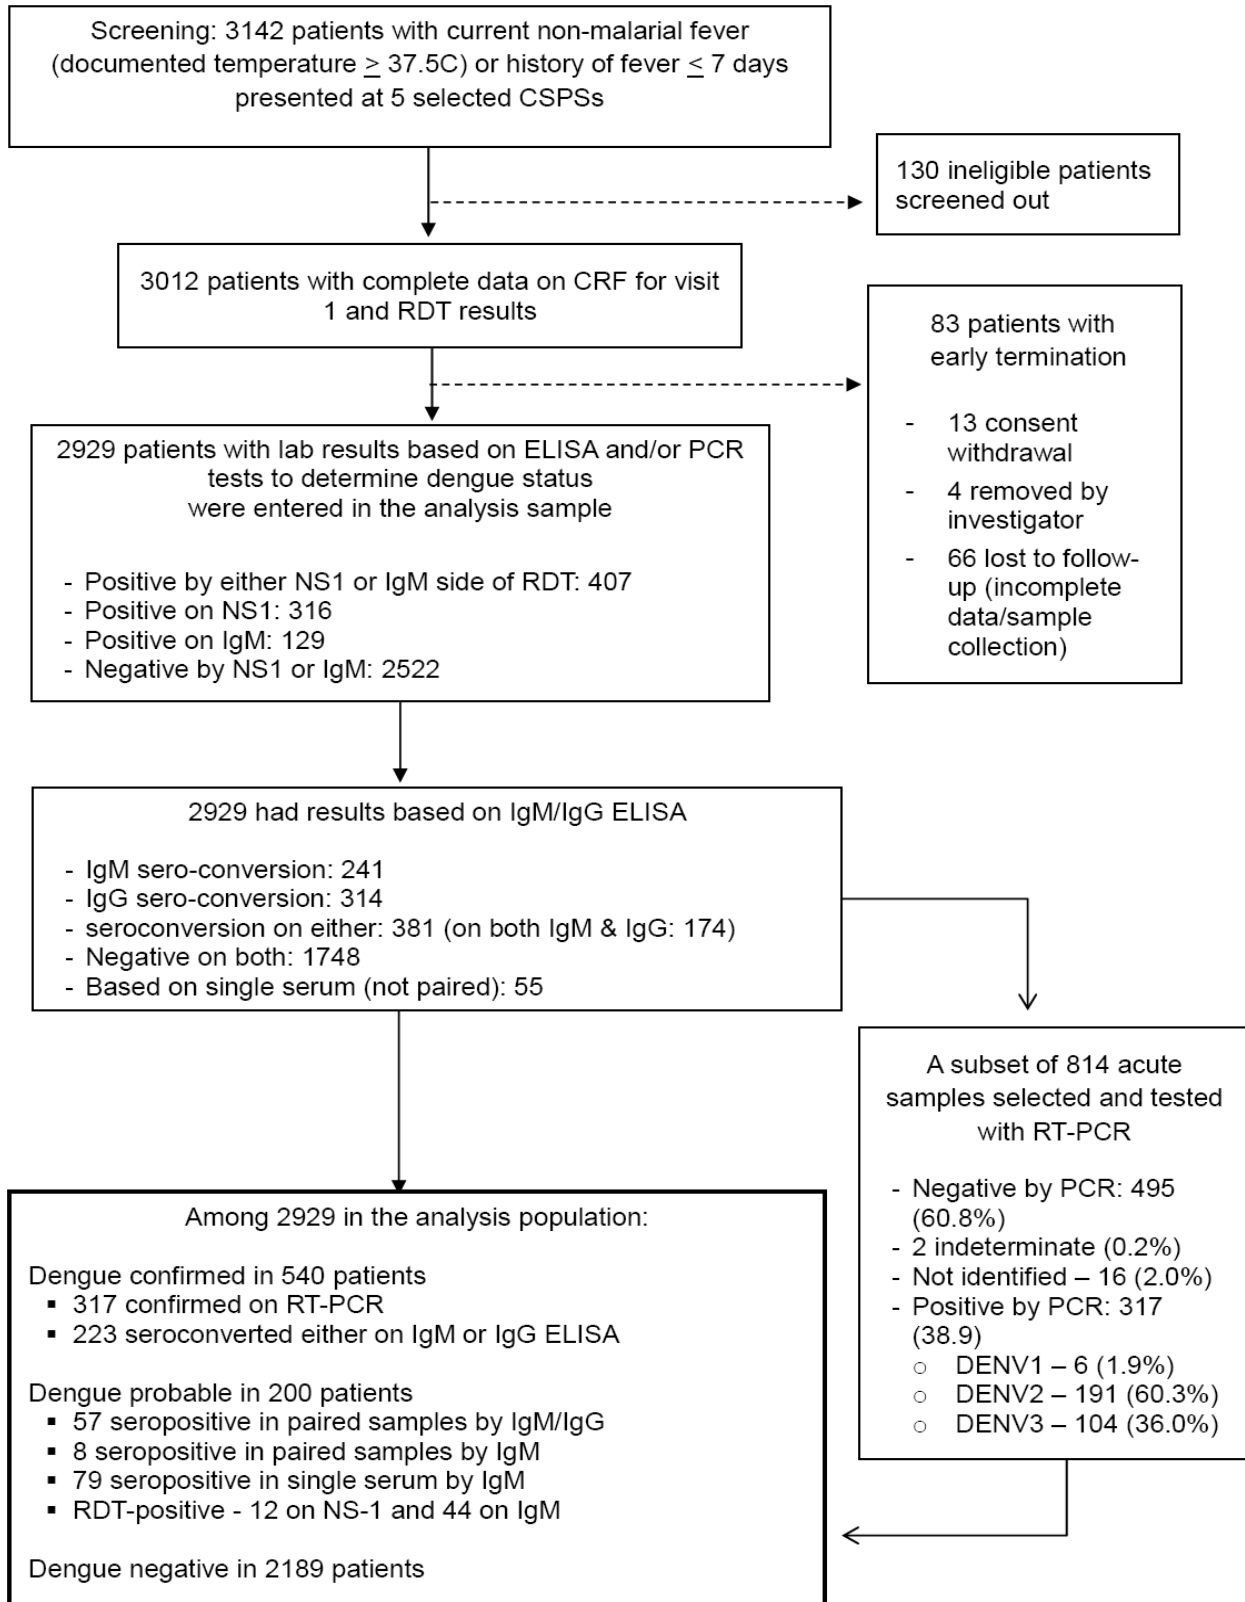 Screening: 3142 patients with current non-malarial fever
(documented temperature ≥ 37.5C) or history of fever ≤ 7 days
presented at 5 selected CSPSs
130 ineligible patients
screened out
3012 patients with complete data on CRF for visit
1 and RDT results
83 patients with
early termination
- 13 consent
withdrawal
- 4 removed by
investigator
- 66 lost to follow-
up (incomplete
data/sample
collection)
2929 patients with lab results based on ELISA and/or PCR
tests to determine dengue status
were entered in the analysis sample
- Positive by either NS1 or IgM side of RDT: 407
- Positive on NS1: 316
- Positive on IgM: 129
- Negative by NS1 or IgM: 2522
2929 had results based on IgM/IgG ELISA
- IgM sero-conversion: 241
- IgG sero-conversion: 314
- seroconversion on either: 381 (on both IgM & IgG: 174)
- Negative on both: 1748
- Based on single serum (not paired): 55
A subset of 814 acute
samples selected and tested
with RT-PCR
- Negative by PCR: 495
(60.8%)
- 2 indeterminate (0.2%)
- Not identified – 16 (2.0%)
- Positive by PCR: 317
(38.9)
○ DENV1 – 6 (1.9%)
○ DENV2 – 191 (60.3%)
○ DENV3 – 104 (36.0%)
Among 2929 in the analysis population:
Dengue confirmed in 540 patients
▪ 317 confirmed on RT-PCR
▪ 223 seroconverted either on IgM or IgG ELISA
Dengue probable in 200 patients
▪ 57 seropositive in paired samples by IgM/IgG
▪ 8 seropositive in paired samples by IgM
▪ 79 seropositive in single serum by IgM
▪ RDT-positive - 12 on NS-1 and 44 on IgM
Dengue negative in 2189 patients